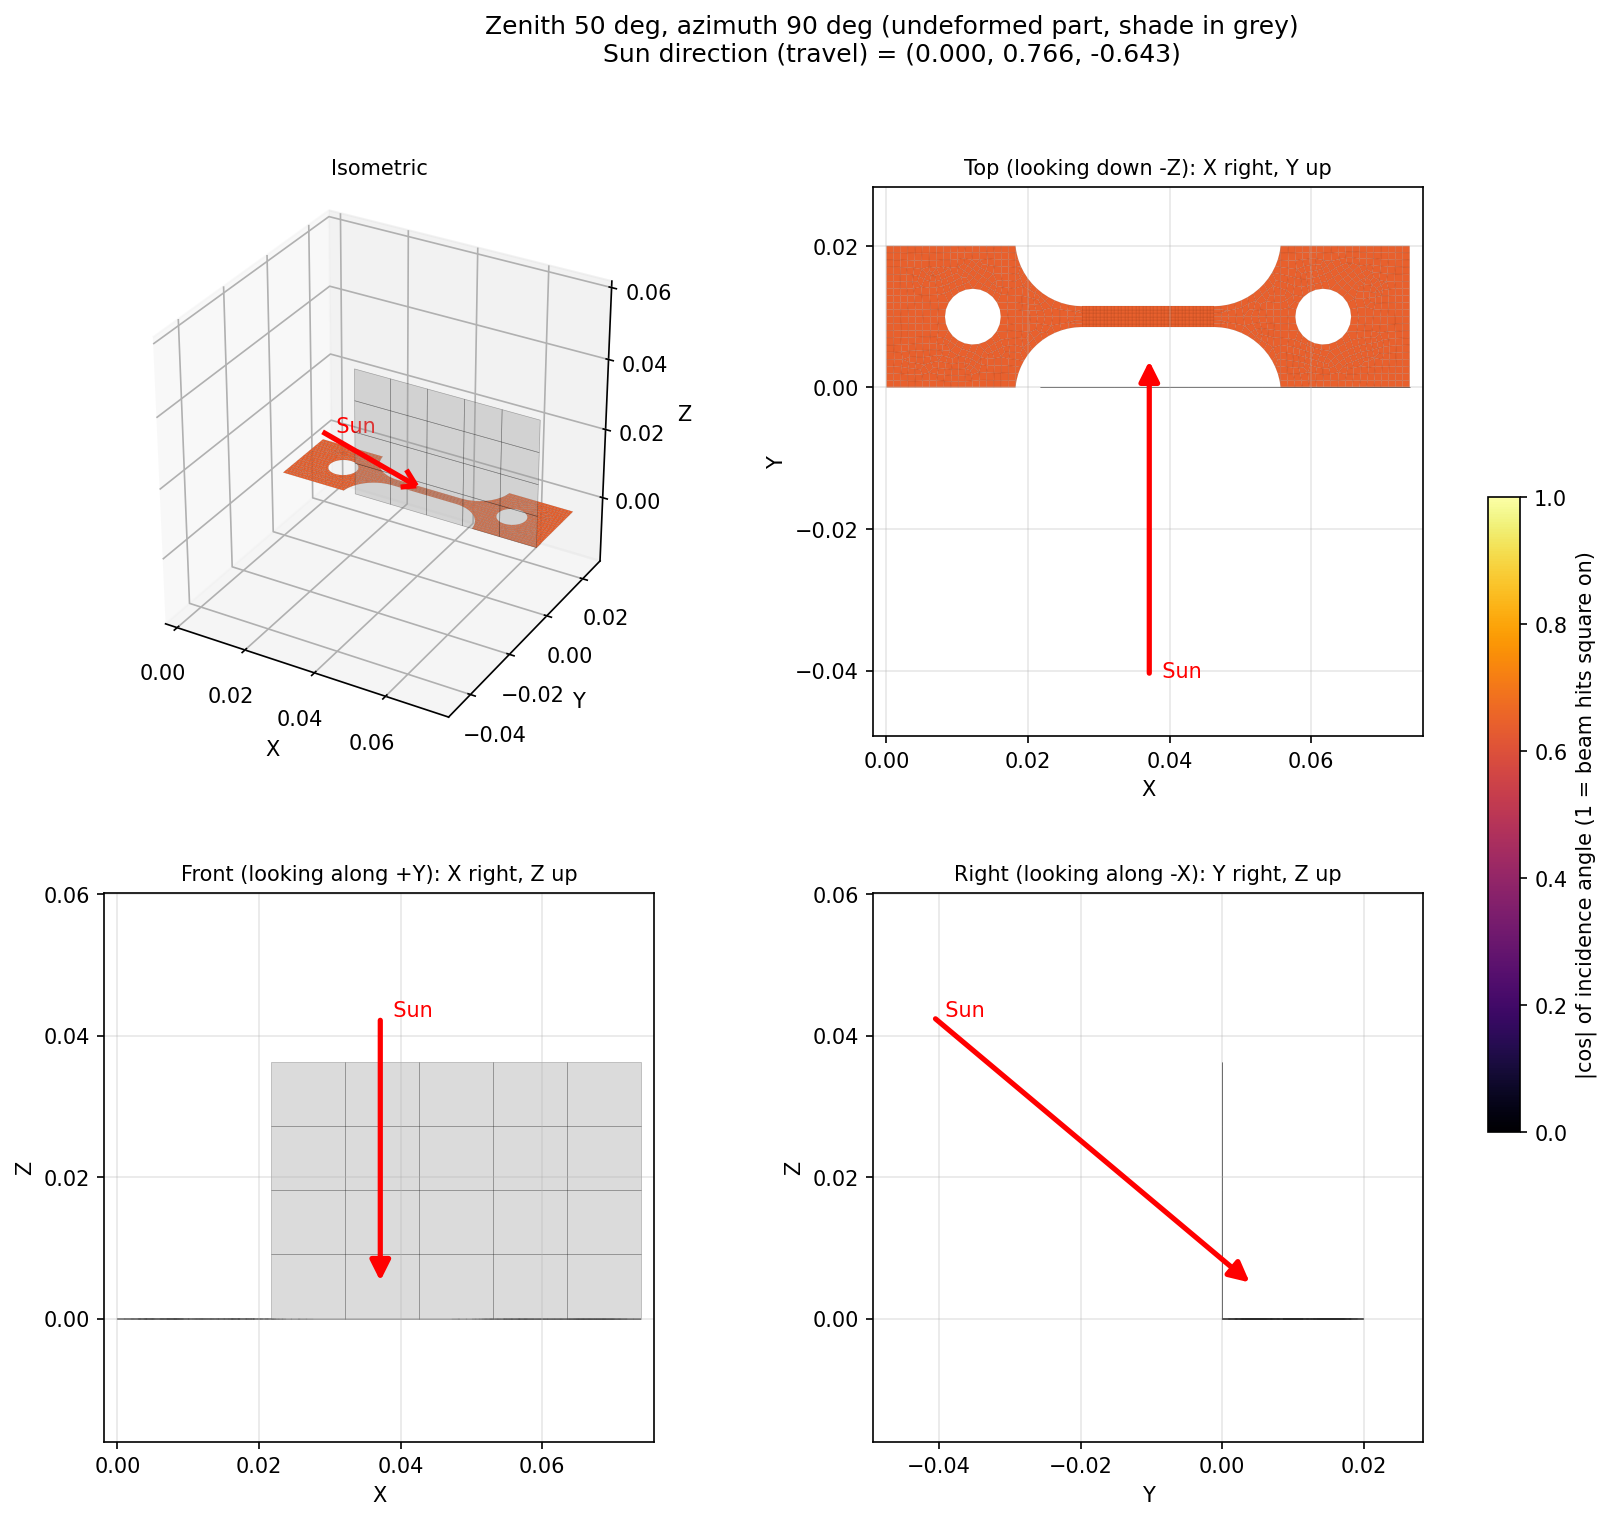 Zenith 50 deg, azimuth 90 deg (undeformed part, shade in grey)
Sun direction (travel) = (0.000, 0.766, -0.643)
Isometric
Sun
0.06
0.04
0.02
0.00
Z
0.02
0.00
−0.02
−0.04
Y
0.00
0.02
0.04
0.06
X
Top (looking down -Z): X right, Y up
0.02
0.00
−0.02
−0.04
Y
Sun
0.00
0.02
0.04
0.06
X
Front (looking along +Y): X right, Z up
0.06
0.04
0.02
0.00
Z
Sun
0.00
0.02
0.04
0.06
X
Right (looking along -X): Y right, Z up
0.06
0.04
0.02
0.00
Z
Sun
−0.04
−0.02
0.00
0.02
Y
1.0
0.8
0.6
0.4
0.2
0.0
|cos| of incidence angle (1 = beam hits square on)